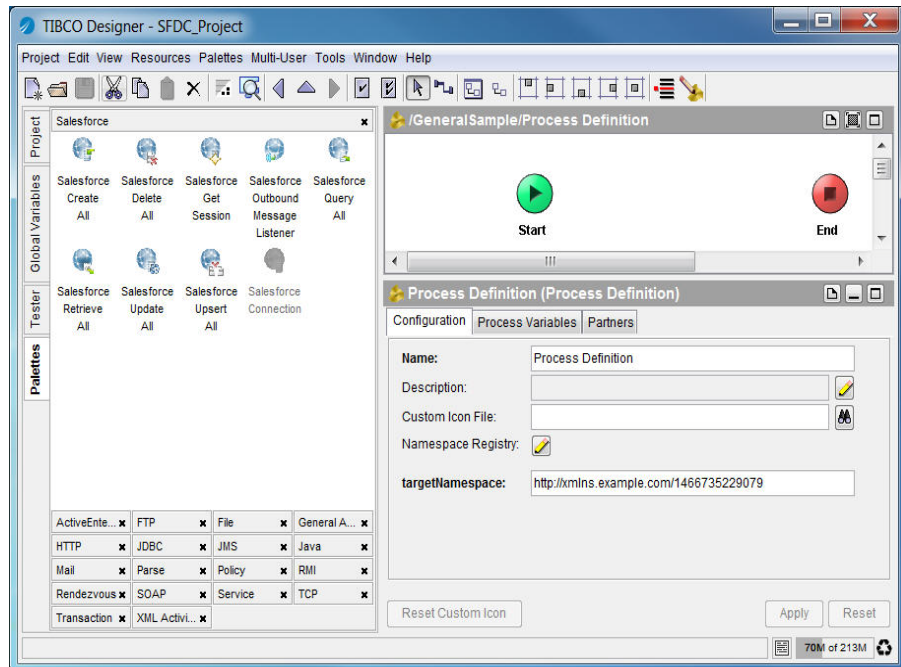 TIBCO Designer - SFDC_Project
Project Edit View Resources Palettes Multi-User Tools Window Help
Project
Global Variables
Tester
Palettes
Salesforce
Salesforce Create All
Salesforce Delete All
Salesforce Get Session
Salesforce Outbound Message Listener
Salesforce Query All
Salesforce Retrieve All
Salesforce Update All
Salesforce Upsert All
Salesforce Connection
ActiveEnte... FTP File General A...
HTTP JDBC JMS Java
Mail Parse Policy RMI
Rendezvous SOAP Service TCP
Transaction XML Activi...
/GeneralSample/Process Definition
Start End
Process Definition (Process Definition)
Configuration Process Variables Partners
Name: Process Definition
Description:
Custom Icon File:
Namespace Registry:
targetNamespace: http://xmlns.example.com/1466735229079
Reset Custom Icon Apply Reset
70M of 213M